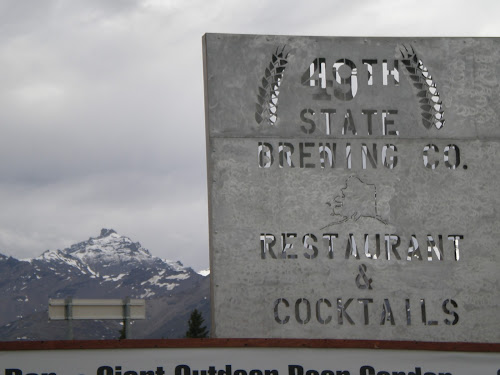 49TH
STATE
BREWING CO.
RESTAURANT
&
COCKTAILS
Giant Outdoor Beer Garden